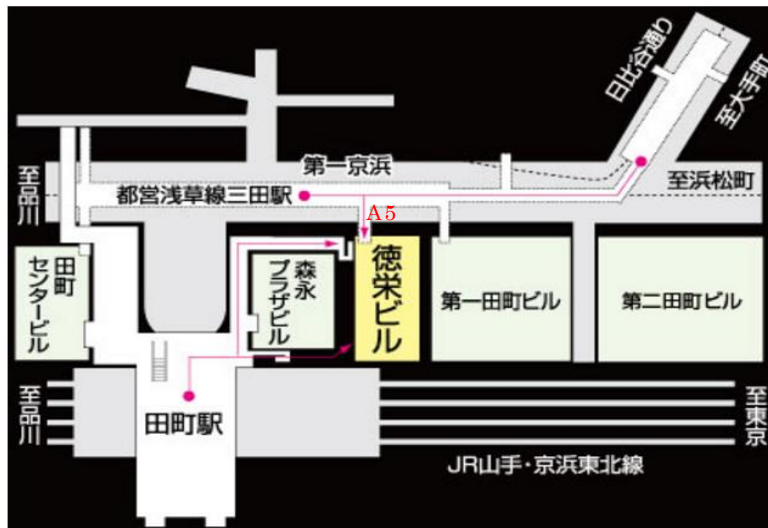 日比谷通り
至大手町
第一京浜
至品川
都営浅草線三田駅
至浜松町
A5
田町
センタービル
森永
プラザビル
徳栄ビル
第一田町ビル
第二田町ビル
至品川
田町駅
至東京
JR山手・京浜東北線